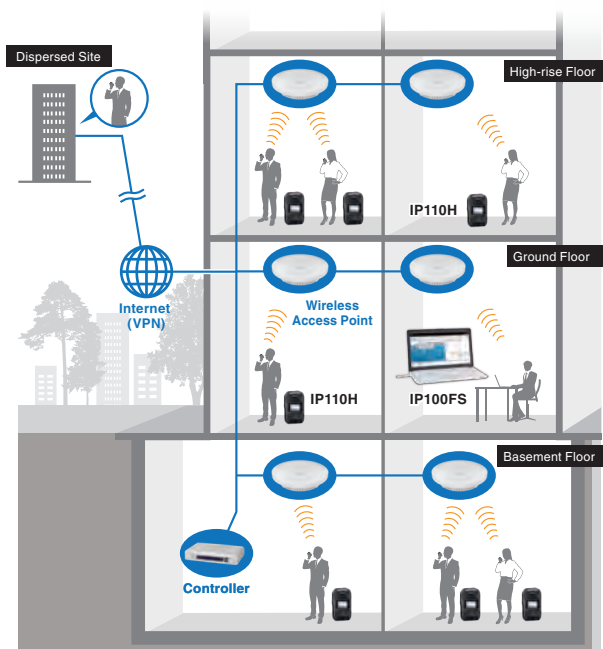 Dispersed Site
High-rise Floor
IP110H
Ground Floor
Internet
(VPN)
Wireless
Access Point
IP110H
IP100FS
Basement Floor
Controller